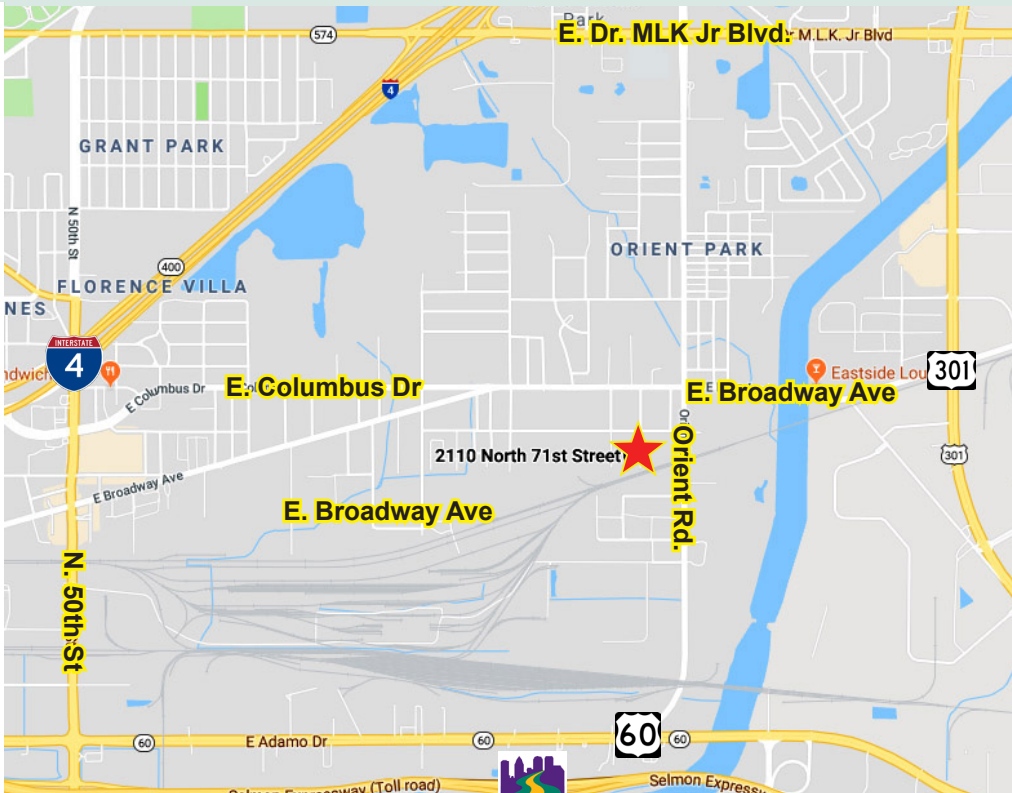 Park
574
E. Dr. MLK Jr Blvd.
r M.L.K. Jr Blvd
4
GRANT PARK
N 50th St
ORIENT PARK
400
FLORENCE VILLA
NES
INTERSTATE
4
ndwich
E Columbus Dr
E. Columbus Dr
E. Broadway Ave
Eastside Lou
301
2110 North 71st Street
Orient Rd.
301
E Broadway Ave
E. Broadway Ave
N. 50th St
60
E Adamo Dr
60
60
60
Selmon Expressway (Toll road)
Selmon Expressw